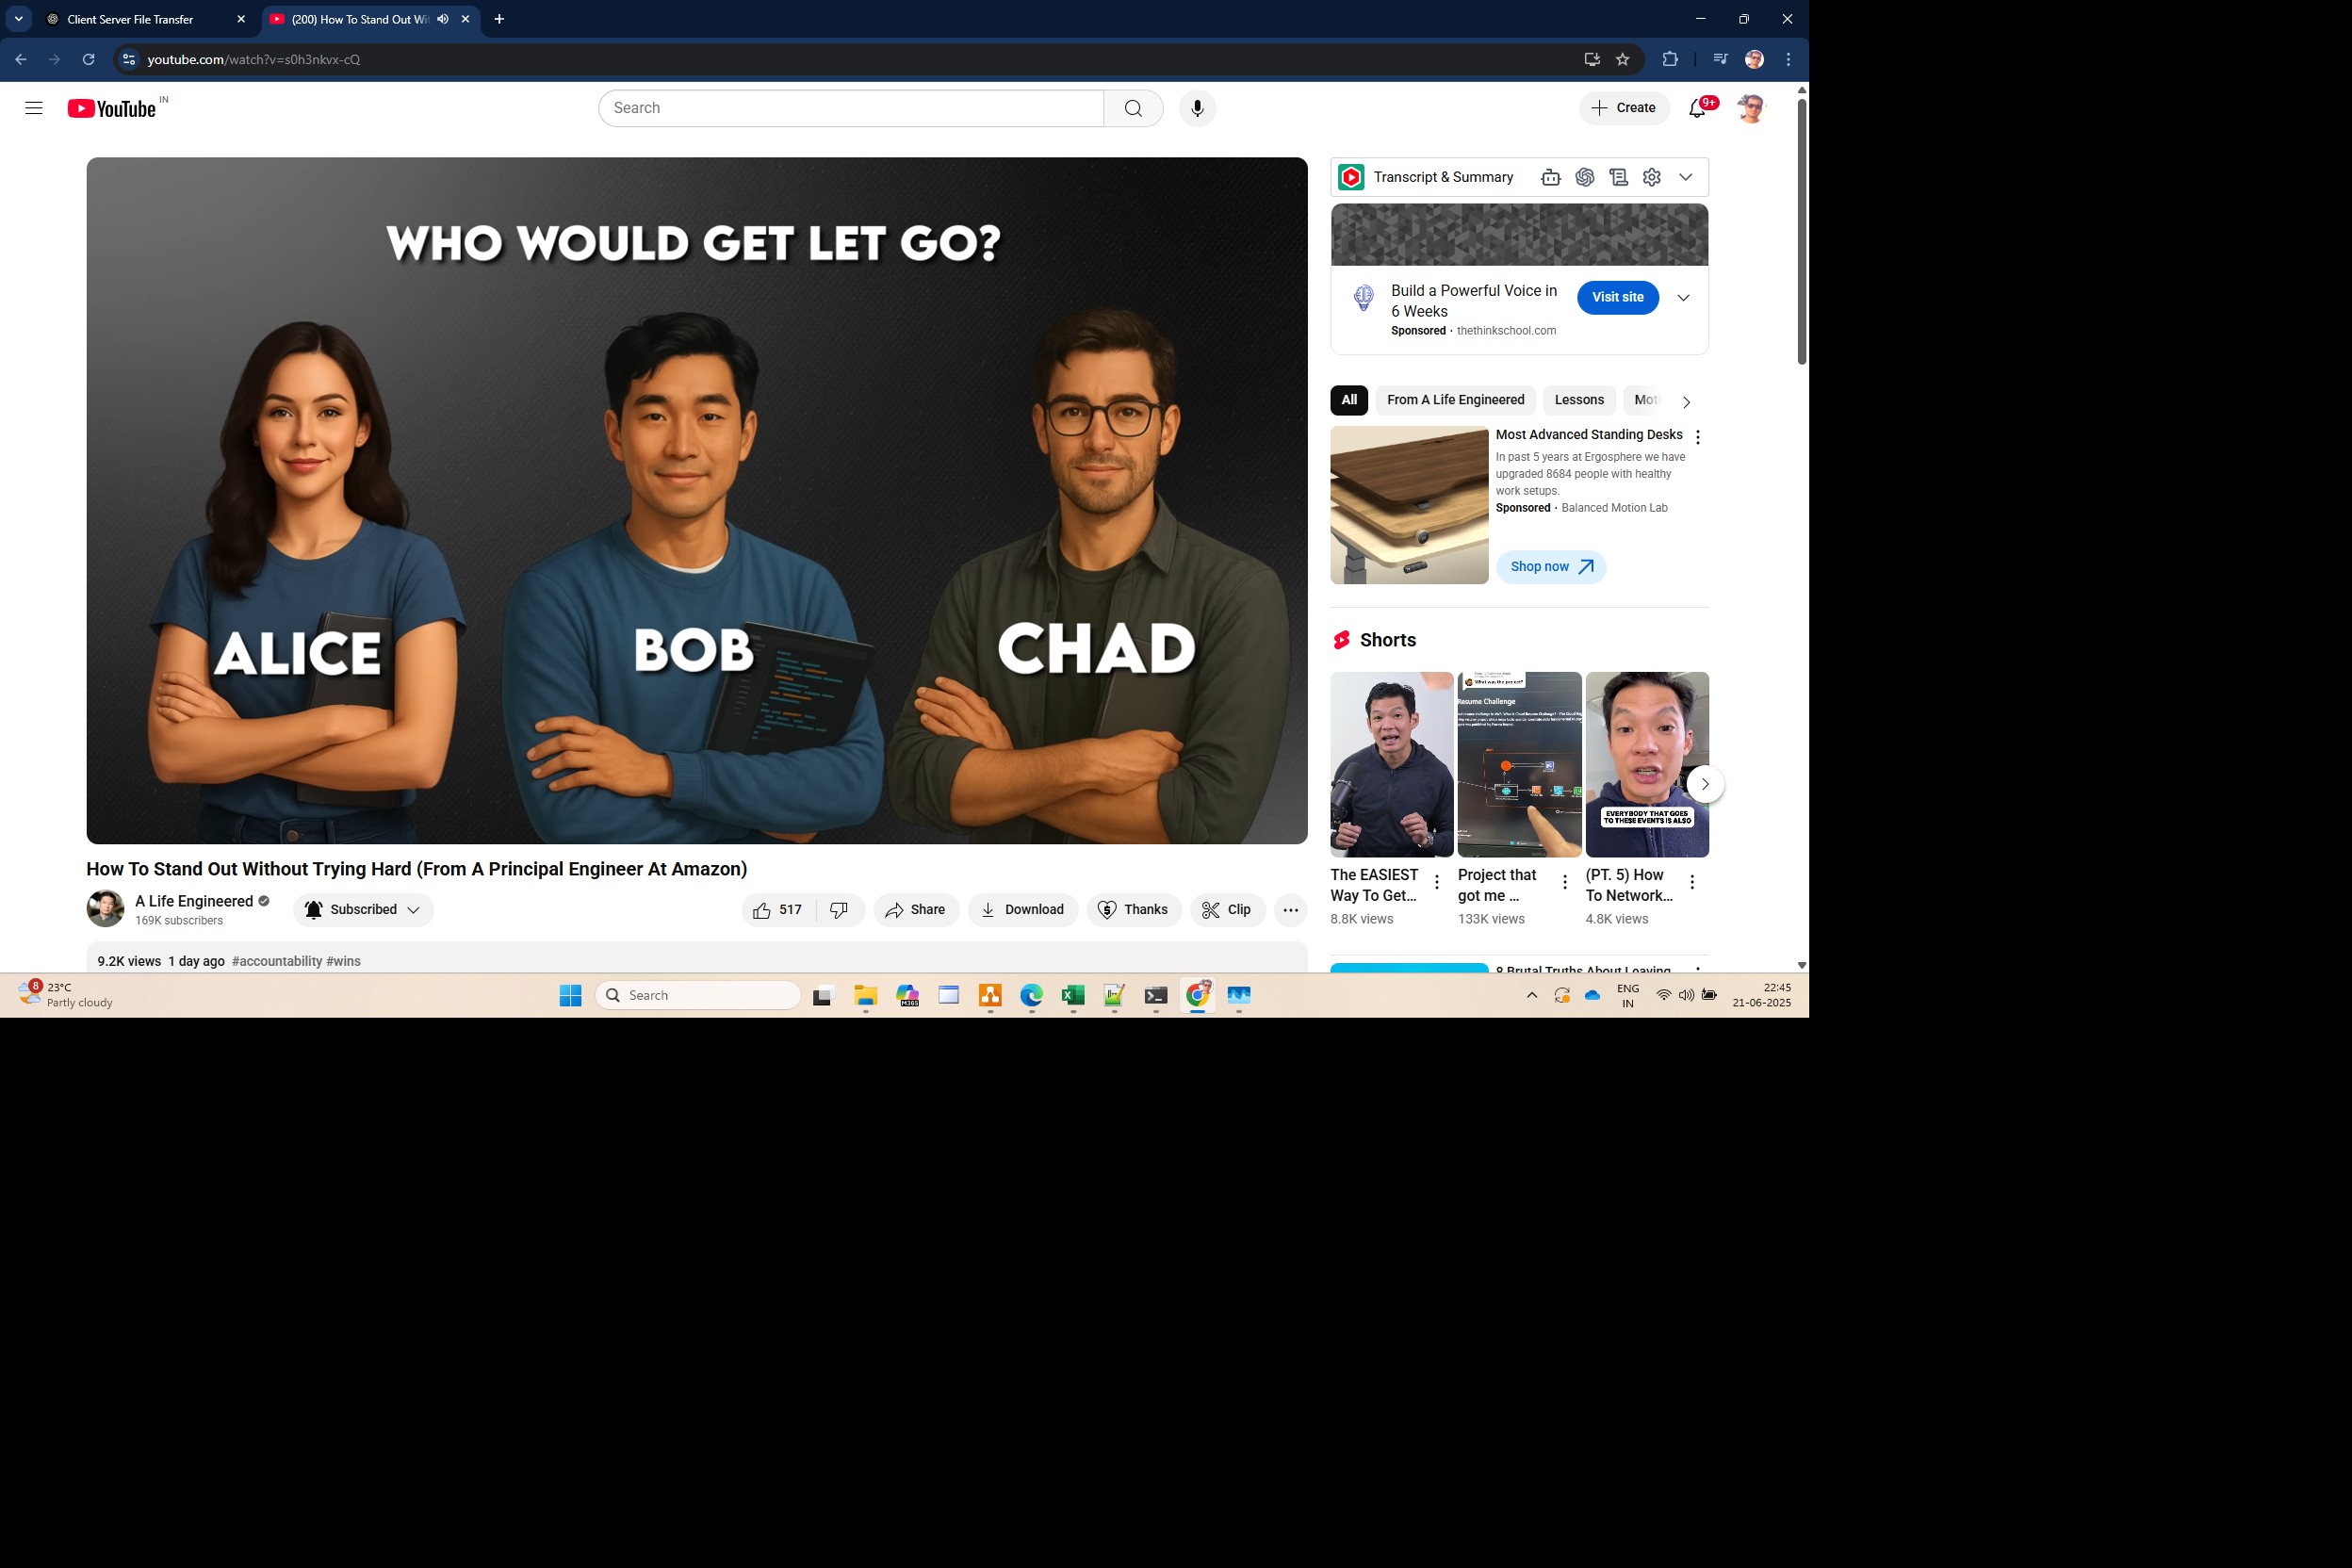 Client Server File Transfer
(200) How To Stand Out Wit
youtube.com/watch?v=s0h3nkvx-cQ
YouTube IN
Search
Create
9+
WHO WOULD GET LET GO?
ALICE
BOB
CHAD
How To Stand Out Without Trying Hard (From A Principal Engineer At Amazon)
A Life Engineered
169K subscribers
Subscribed
517
Share
Download
Thanks
Clip
9.2K views 1 day ago #accountability #wins
Transcript & Summary
Build a Powerful Voice in
6 Weeks
Sponsored · thethinkschool.com
Visit site
All
From A Life Engineered
Lessons
Mot
Most Advanced Standing Desks
In past 5 years at Ergosphere we have
upgraded 8684 people with healthy
work setups.
Sponsored · Balanced Motion Lab
Shop now
Shorts
What was the project?
Resume Challenge
EVERYBODY THAT GOES
TO THESE EVENTS IS ALSO
The EASIEST
Way To Get...
8.8K views
Project that
got me ...
133K views
(PT. 5) How
To Network...
4.8K views
8 Brutal Truths About Leaving
8
23°C
Partly cloudy
Search
M365
ENG
IN
22:45
21-06-2025